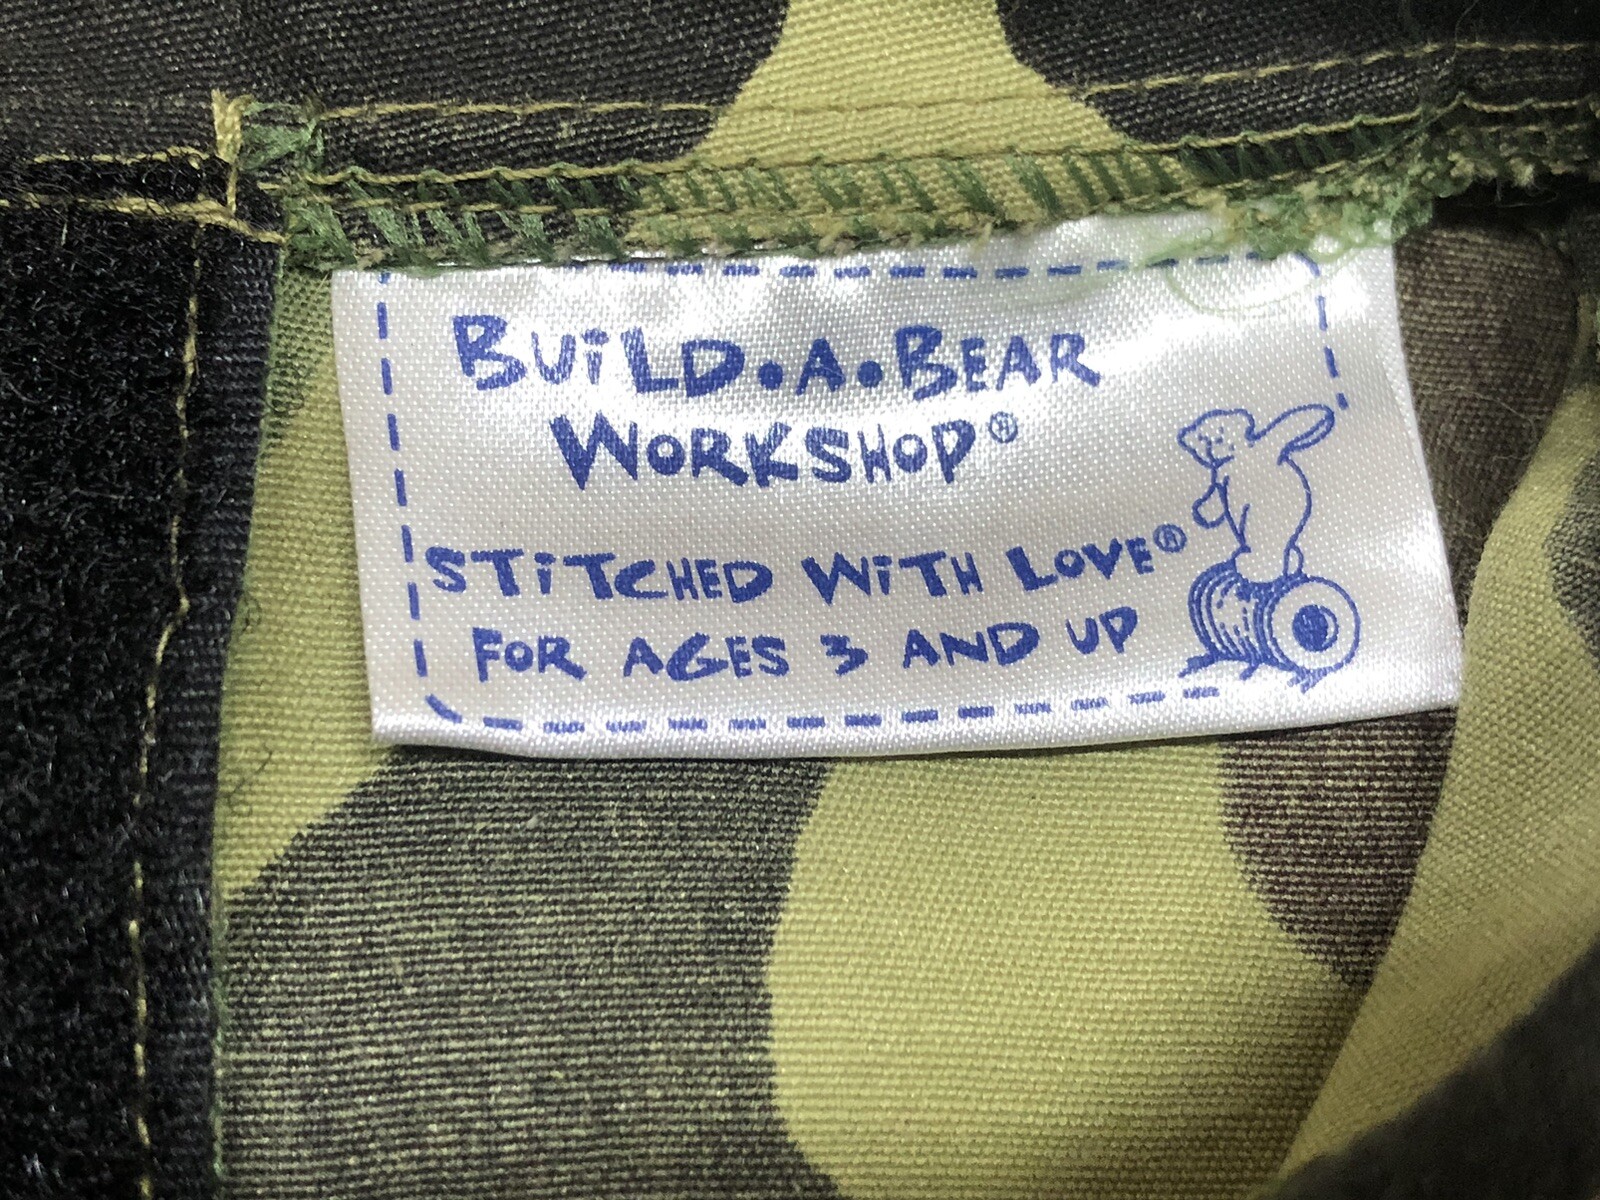 BUiLD•A•BEAR
WORKSHOP®
STiTCHED WiTH LOVE®
FOR AGES 3 AND UP